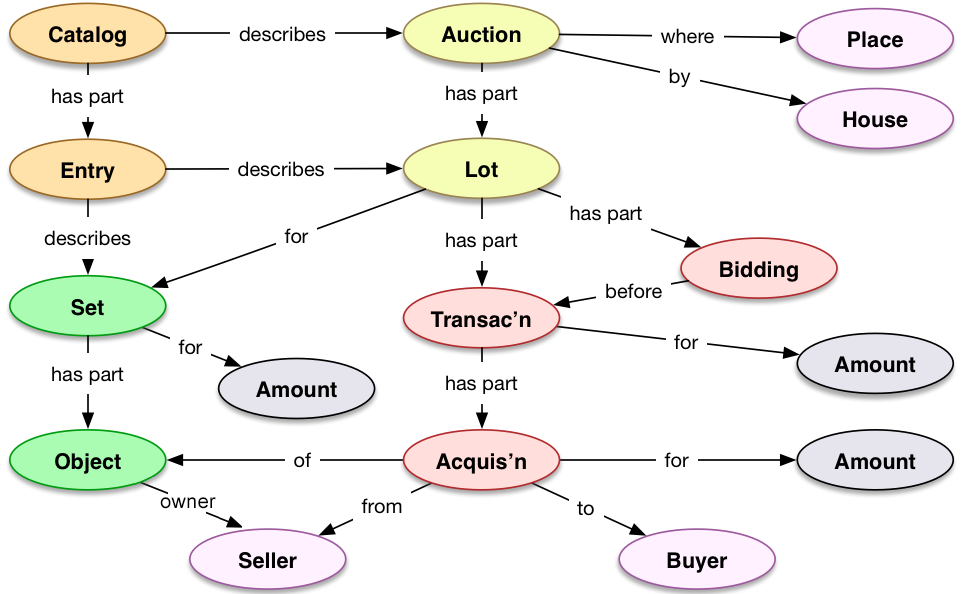 Catalog
describes
Auction
where
Place
by
has part
has part
House
Entry
describes
Lot
has part
describes
for
has part
Bidding
before
Set
Transac’n
for
for
Amount
Amount
has part
has part
Object
of
Acquis’n
for
Amount
owner
from
to
Seller
Buyer